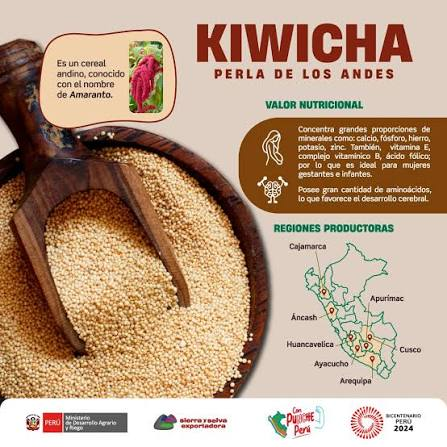 KIWICHA
PERLA DE LOS ANDES
Es un cereal
andino, conocido
con el nombre
de Amaranto.
VALOR NUTRICIONAL
Concentra grandes proporciones de
minerales como: calcio, fósforo, hierro,
potasio, zinc. También, vitamina E,
complejo vitamínico B, ácido fólico;
por lo que es ideal para mujeres
gestantes e infantes.
Posee gran cantidad de aminoácidos,
lo que favorece el desarrollo cerebral.
REGIONES PRODUCTORAS
Cajamarca
Apurímac
Áncash
Huancavelica
Cusco
Ayacucho
Arequipa
PERÚ
Ministerio
de Desarrollo Agrario
y Riego
sierra y selva
exportadora
Con
PUNCHE
Perú
BICENTENARIO
PERÚ
2024